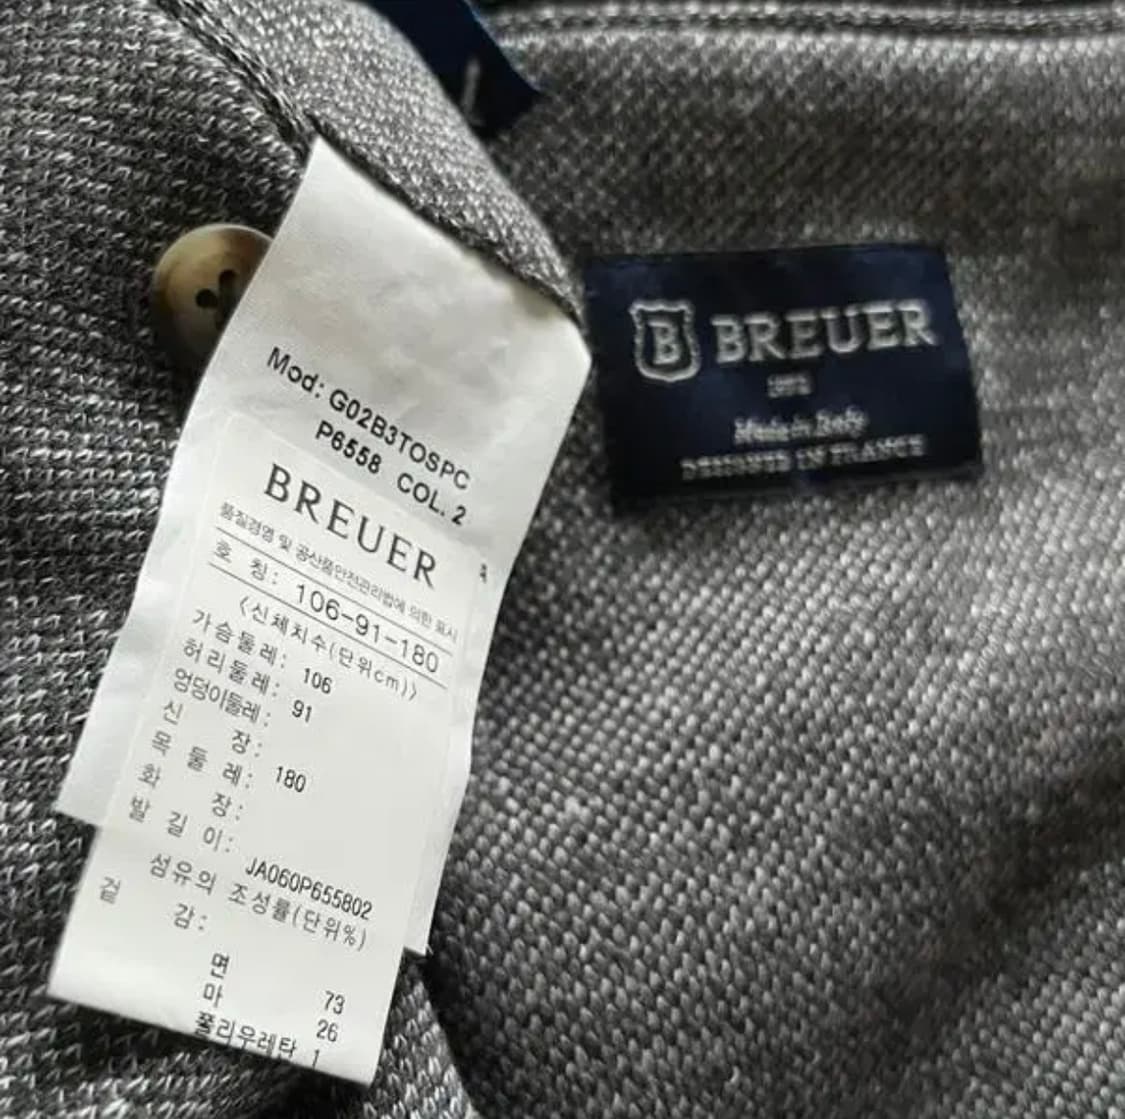 Mod: G02B3TOSPC
P6558 COL. 2
BREUER
품질경영 및 공산품안전관리법에 의한 표시
호 칭: 106-91-180
〈신체치수(단위cm)〉
가슴둘레: 106
허리둘레: 91
엉덩이둘레:
신 장: 180
목 둘 레:
화 장:
발 길 이:
JA060P655802
섬유의 조성률(단위%)
겉 감:
면 73
마 26
폴리우레탄 1
B BREUER
Made in Italy
DESIGNED IN FRANCE